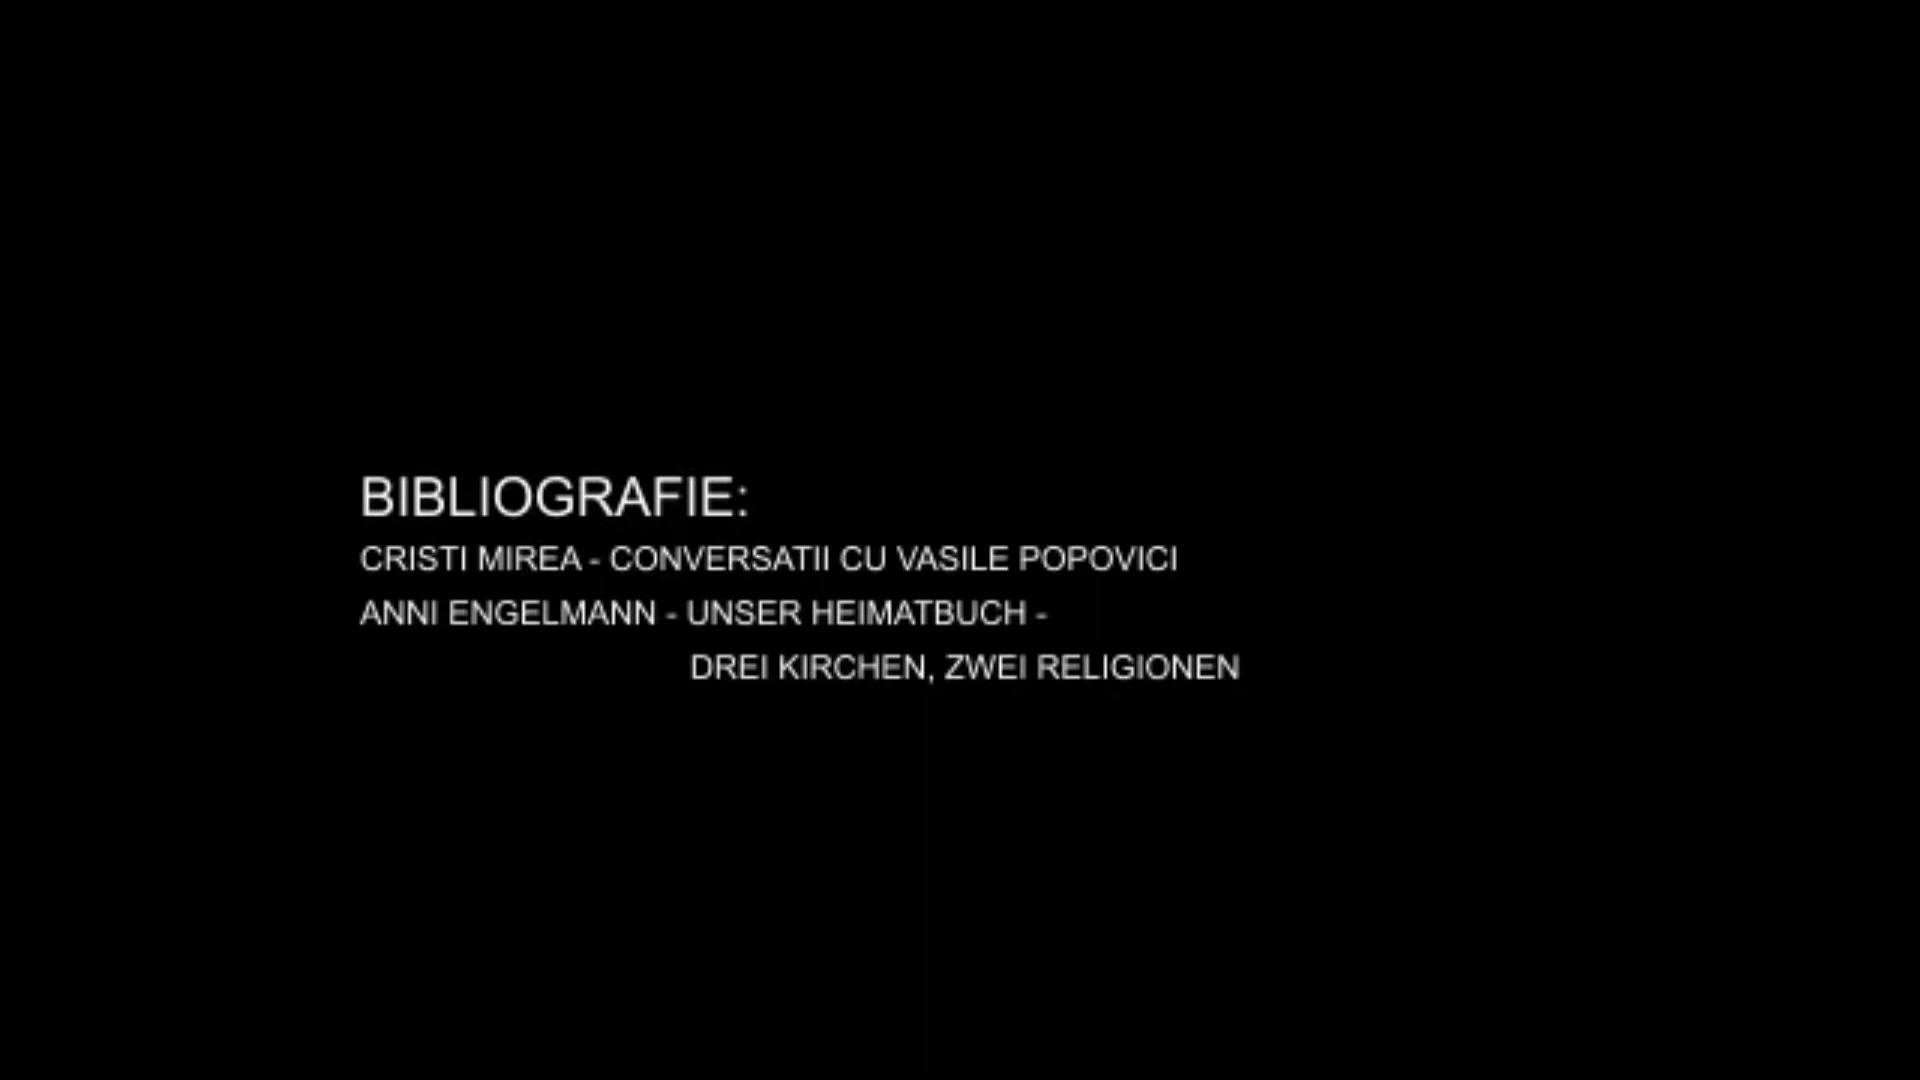 BIBLIOGRAFIE:
CRISTI MIREA - CONVERSATII CU VASILE POPOVICI
ANNI ENGELMANN - UNSER HEIMATBUCH -
DREI KIRCHEN, ZWEI RELIGIONEN